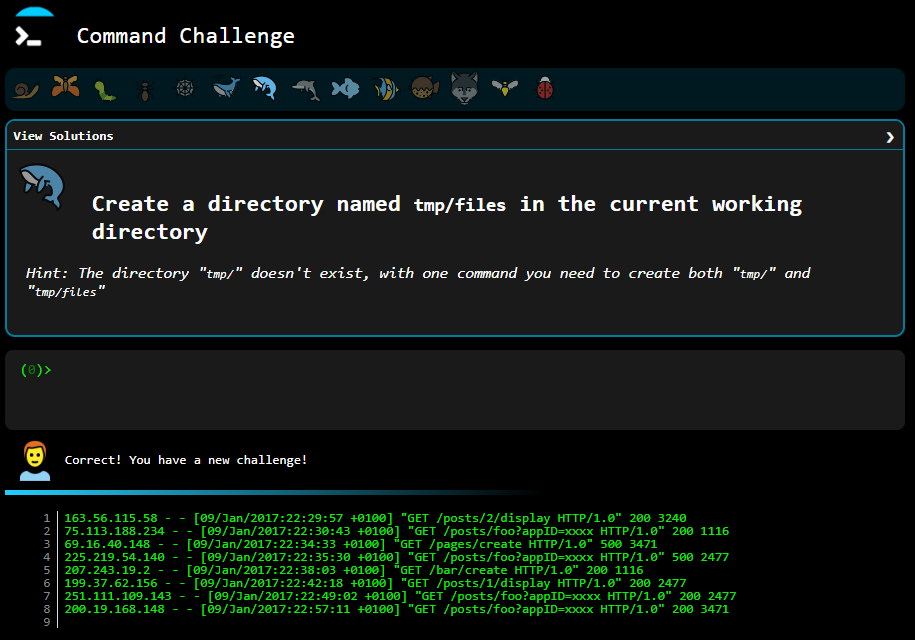 Command Challenge
View Solutions
❯
Create a directory named tmp/files in the current working
directory
Hint: The directory "tmp/" doesn't exist, with one command you need to create both "tmp/" and
"tmp/files"
(0)>
Correct! You have a new challenge!
1 163.56.115.58 - - [09/Jan/2017:22:29:57 +0100] "GET /posts/2/display HTTP/1.0" 200 3240
2 75.113.188.234 - - [09/Jan/2017:22:30:43 +0100] "GET /posts/foo?appID=xxxx HTTP/1.0" 200 1116
3 69.16.40.148 - - [09/Jan/2017:22:34:33 +0100] "GET /pages/create HTTP/1.0" 500 3471
4 225.219.54.140 - - [09/Jan/2017:22:35:30 +0100] "GET /posts/foo?appID=xxxx HTTP/1.0" 500 2477
5 207.243.19.2 - - [09/Jan/2017:22:38:03 +0100] "GET /bar/create HTTP/1.0" 200 1116
6 199.37.62.156 - - [09/Jan/2017:22:42:18 +0100] "GET /posts/1/display HTTP/1.0" 200 2477
7 251.111.109.143 - - [09/Jan/2017:22:49:02 +0100] "GET /posts/foo?appID=xxxx HTTP/1.0" 200 2477
8 200.19.168.148 - - [09/Jan/2017:22:57:11 +0100] "GET /posts/foo?appID=xxxx HTTP/1.0" 200 3471
9